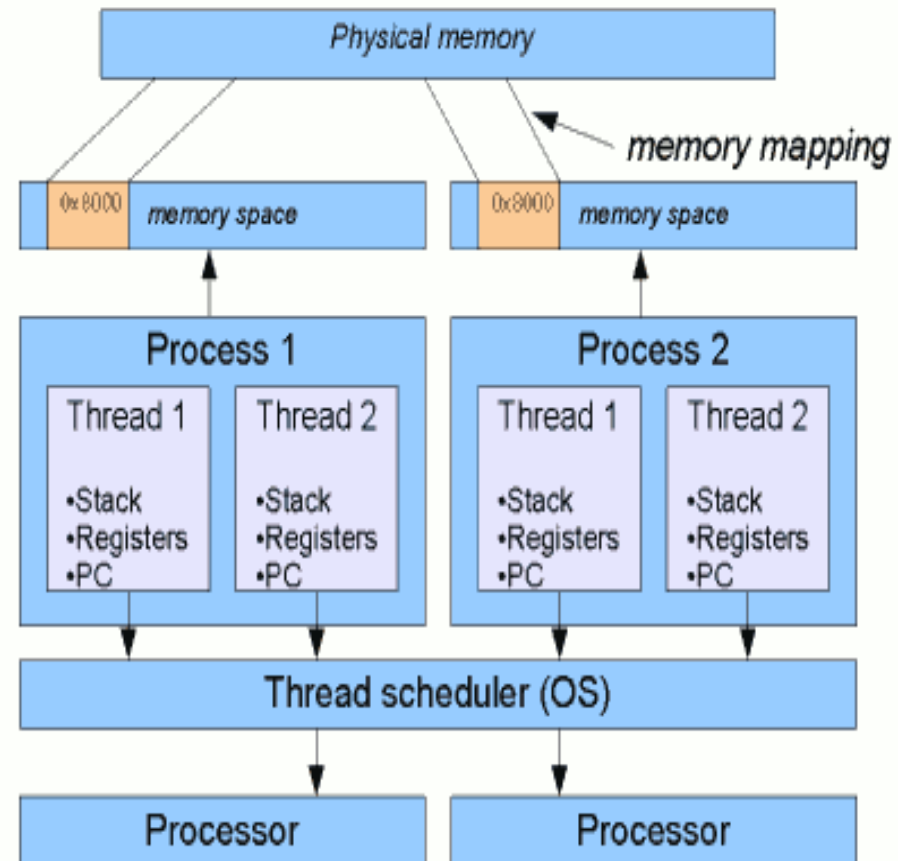 Physical memory
memory mapping
0x8000 memory space
0x8000 memory space
Process 1
Thread 1
•Stack
•Registers
•PC
Thread 2
•Stack
•Registers
•PC
Process 2
Thread 1
•Stack
•Registers
•PC
Thread 2
•Stack
•Registers
•PC
Thread scheduler (OS)
Processor
Processor